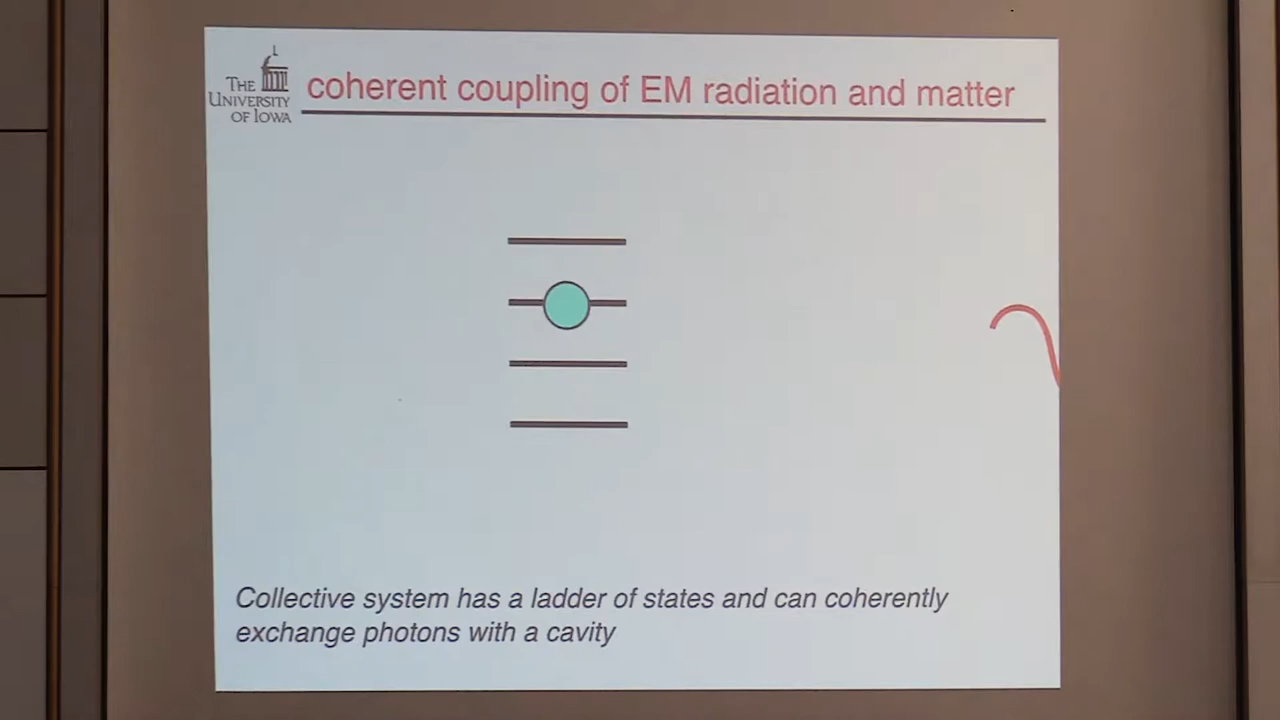 THE
UNIVERSITY
OF IOWA
coherent coupling of EM radiation and matter
Collective system has a ladder of states and can coherently
exchange photons with a cavity